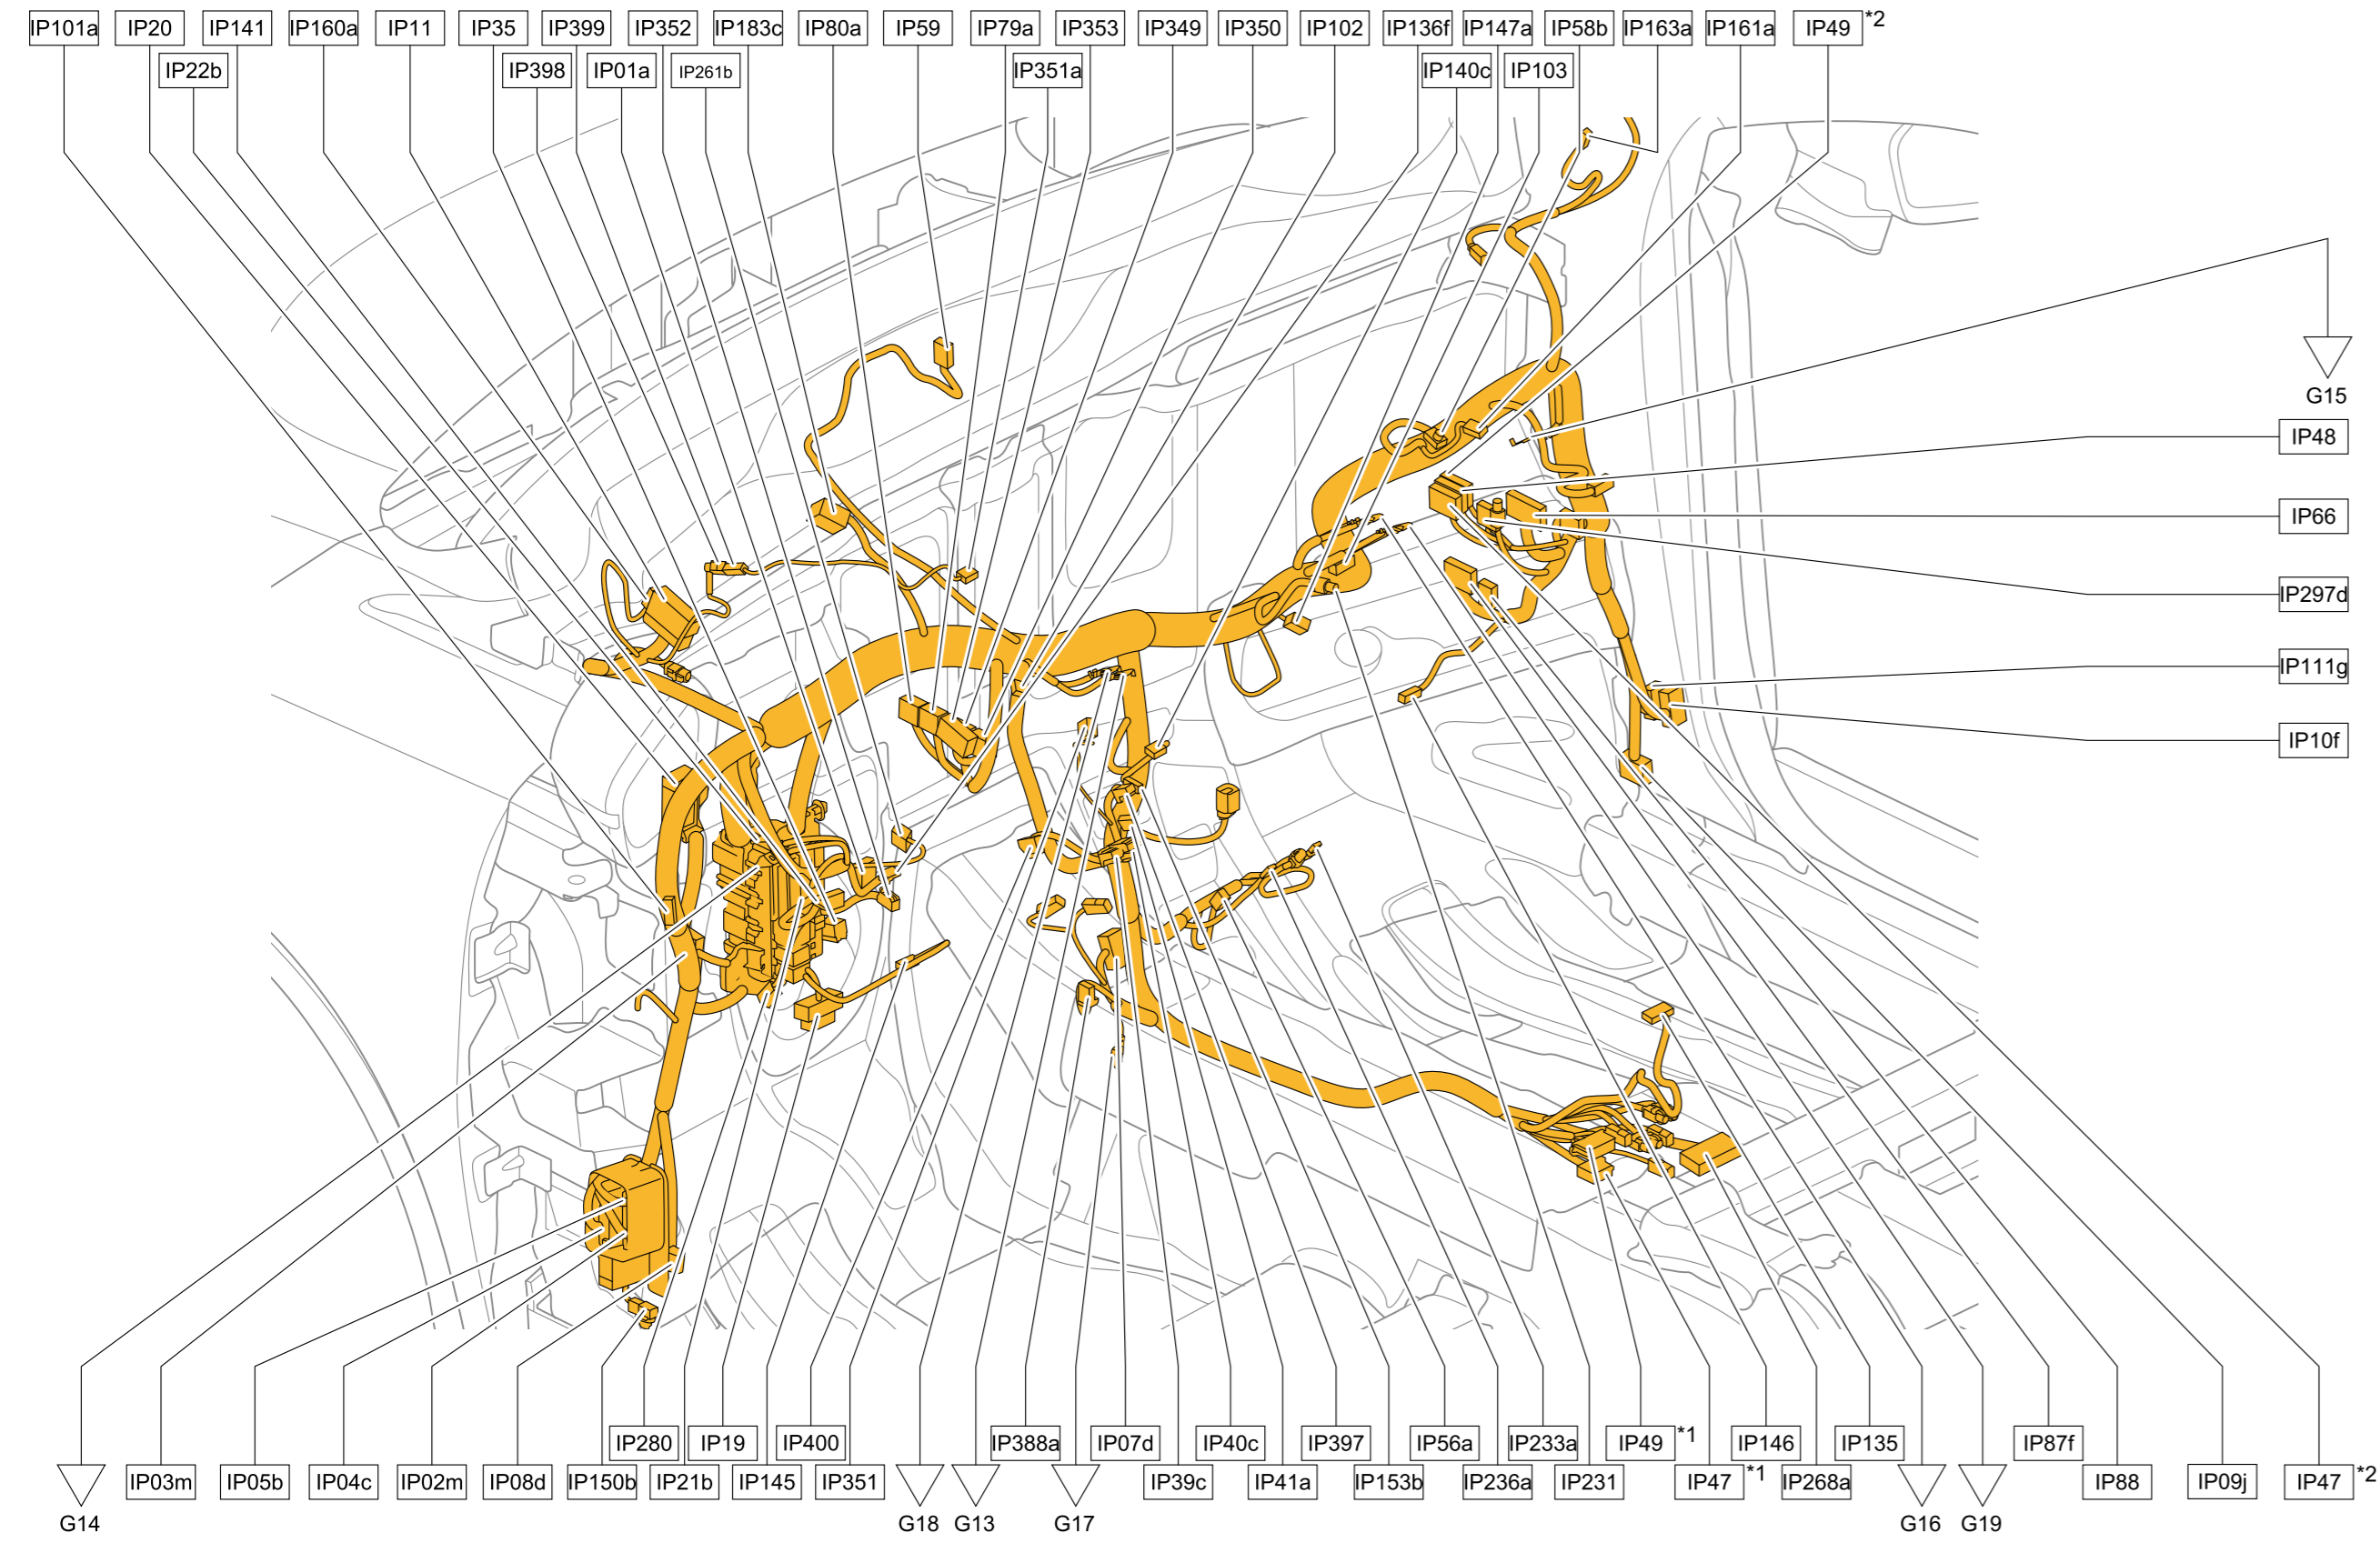 IP101a IP20 IP141 IP160a IP11 IP35 IP399 IP352 IP183c IP80a IP59 IP79a IP353 IP349 IP350 IP102 IP136f IP147a IP58b IP163a IP161a IP49 *2
IP22b IP398 IP01a IP261b IP351a IP140c IP103
G15
IP48
IP66
IP297d
IP111g
IP10f
IP280 IP19 IP400 IP388a IP07d IP40c IP397 IP56a IP233a IP49 *1 IP146 IP135 IP87f
IP03m IP05b IP04c IP02m IP08d IP150b IP21b IP145 IP351 IP39c IP41a IP153b IP236a IP231 IP47 *1 IP268a IP88 IP09j IP47 *2
G14 G18 G13 G17 G16 G19